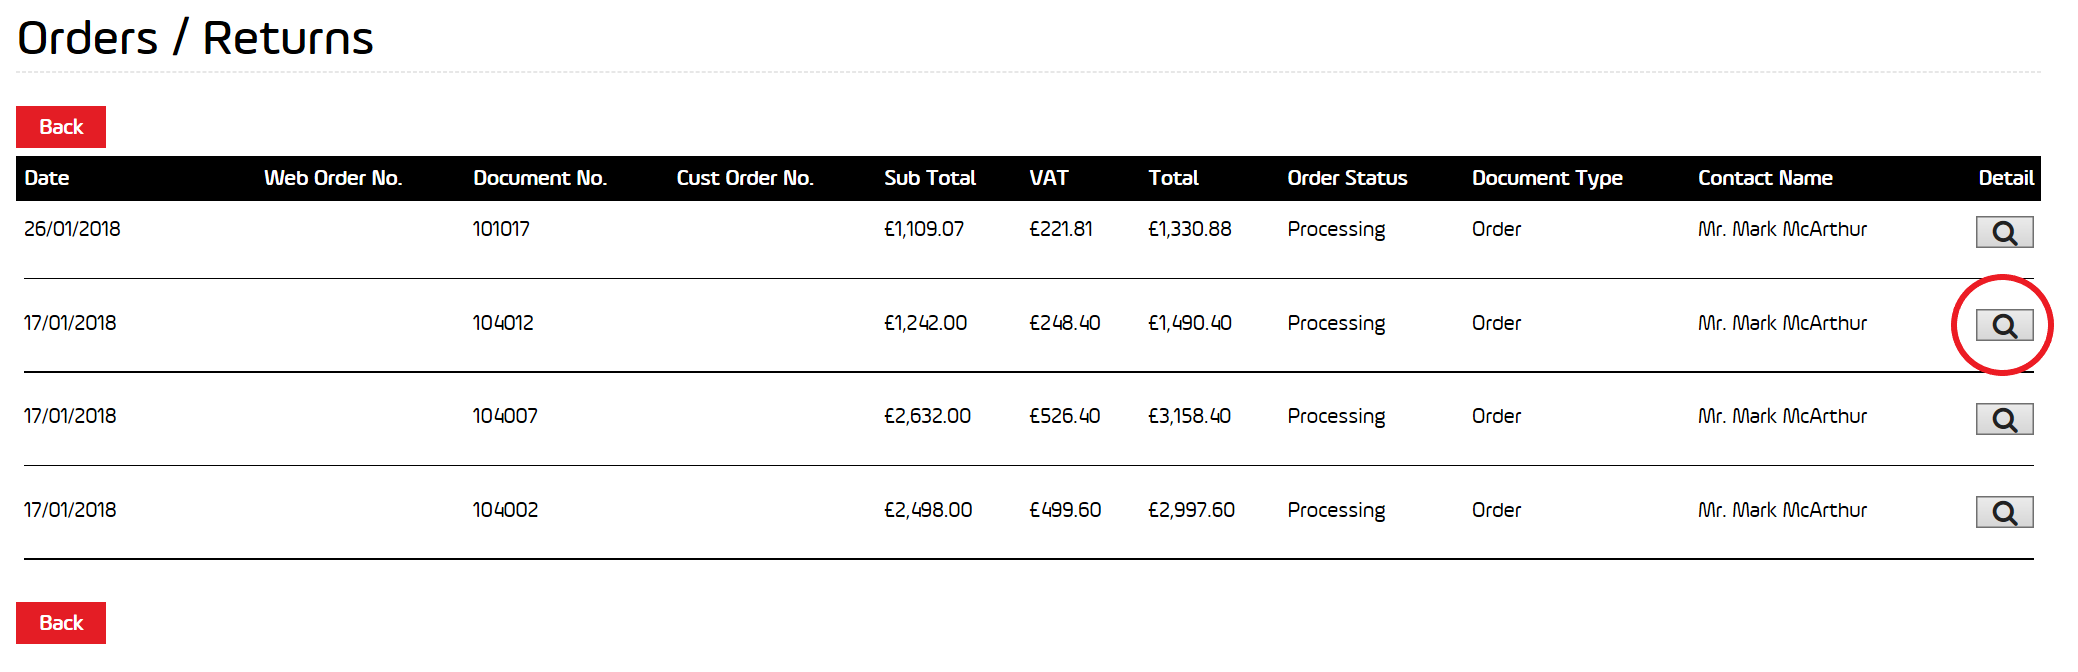 Orders / Returns
Back
Date Web Order No. Document No. Cust Order No. Sub Total VAT Total Order Status Document Type Contact Name Detail
26/01/2018 101017 £1,109.07 £221.81 £1,330.88 Processing Order Mr. Mark McArthur
17/01/2018 104012 £1,242.00 £248.40 £1,490.40 Processing Order Mr. Mark McArthur
17/01/2018 104007 £2,632.00 £526.40 £3,158.40 Processing Order Mr. Mark McArthur
17/01/2018 104002 £2,498.00 £499.60 £2,997.60 Processing Order Mr. Mark McArthur
Back